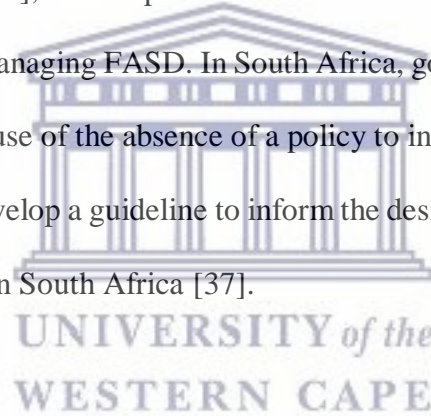 anaging FASD. In South Africa, go
use of the absence of a policy to in
velop a guideline to inform the des
n South Africa [37].
UNIVERSITY of the
WESTERN CAPE